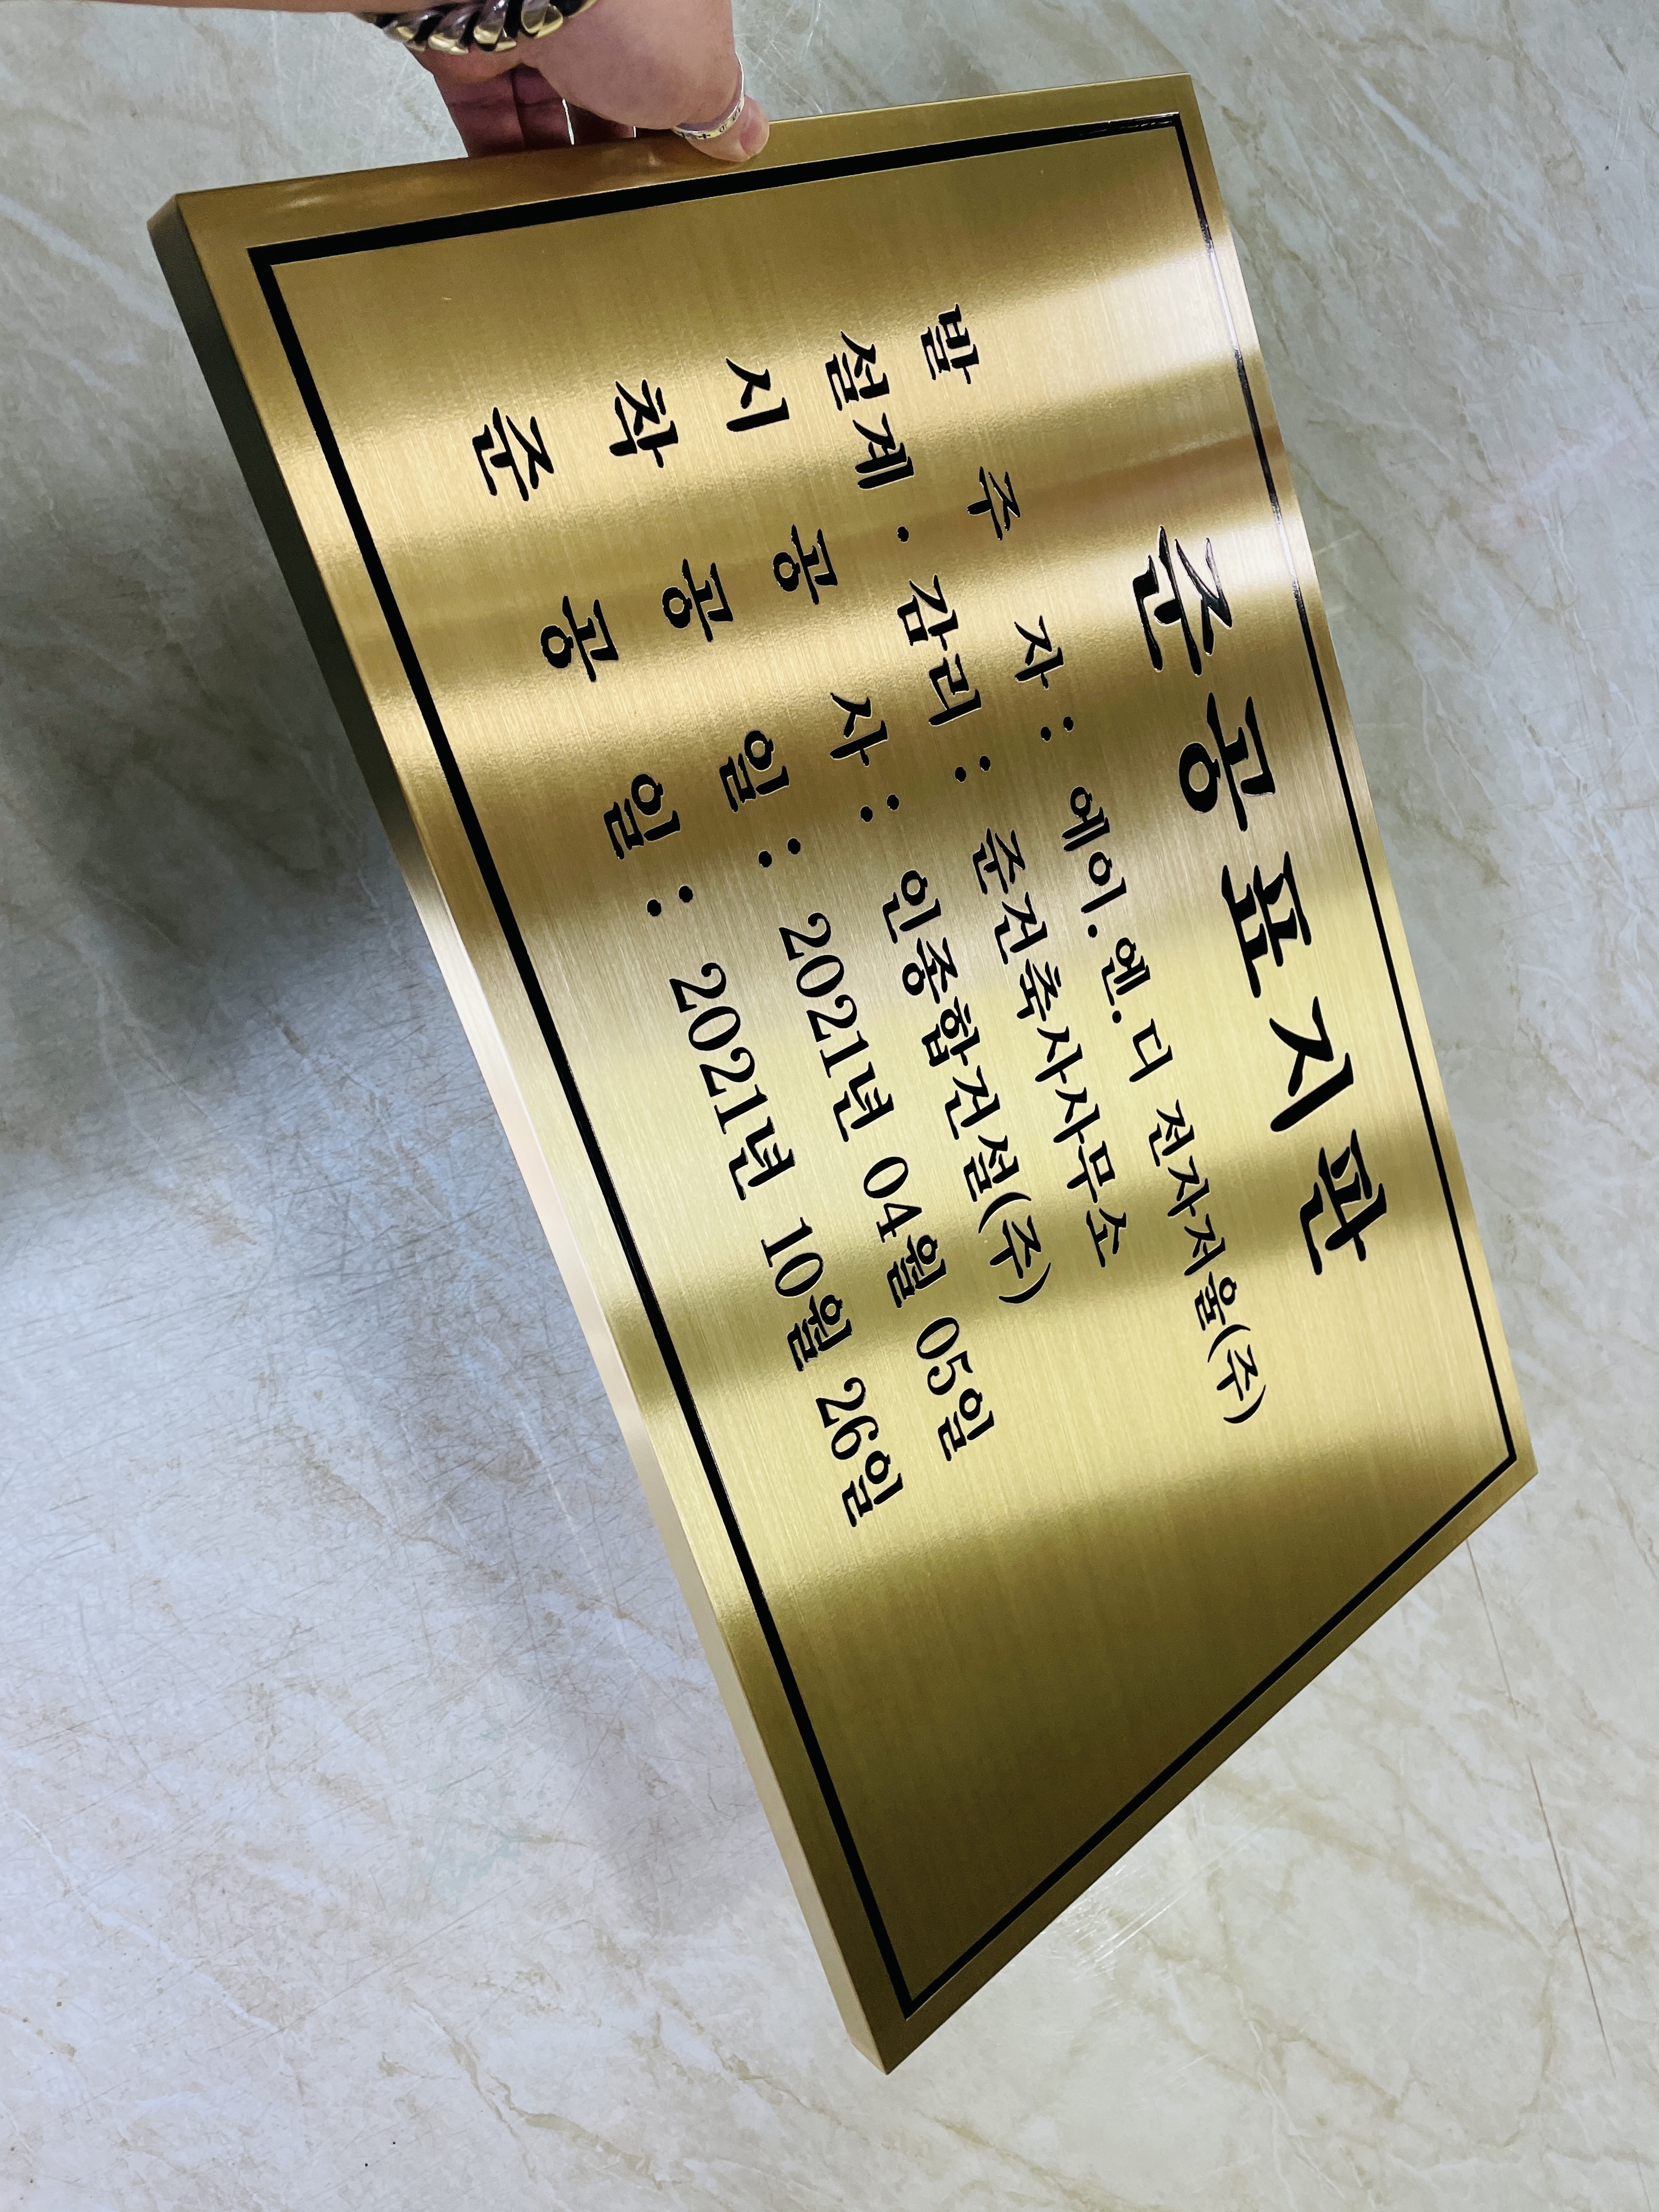 준공표지판
발 주 자 : 에이.엔.디 전자저울(주)
설계 . 감리 : 준건축사사무소
시 공 사 : 인종합건설(주)
착 공 일 : 2021년 04월 05일
준 공 일 : 2021년 10월 26일